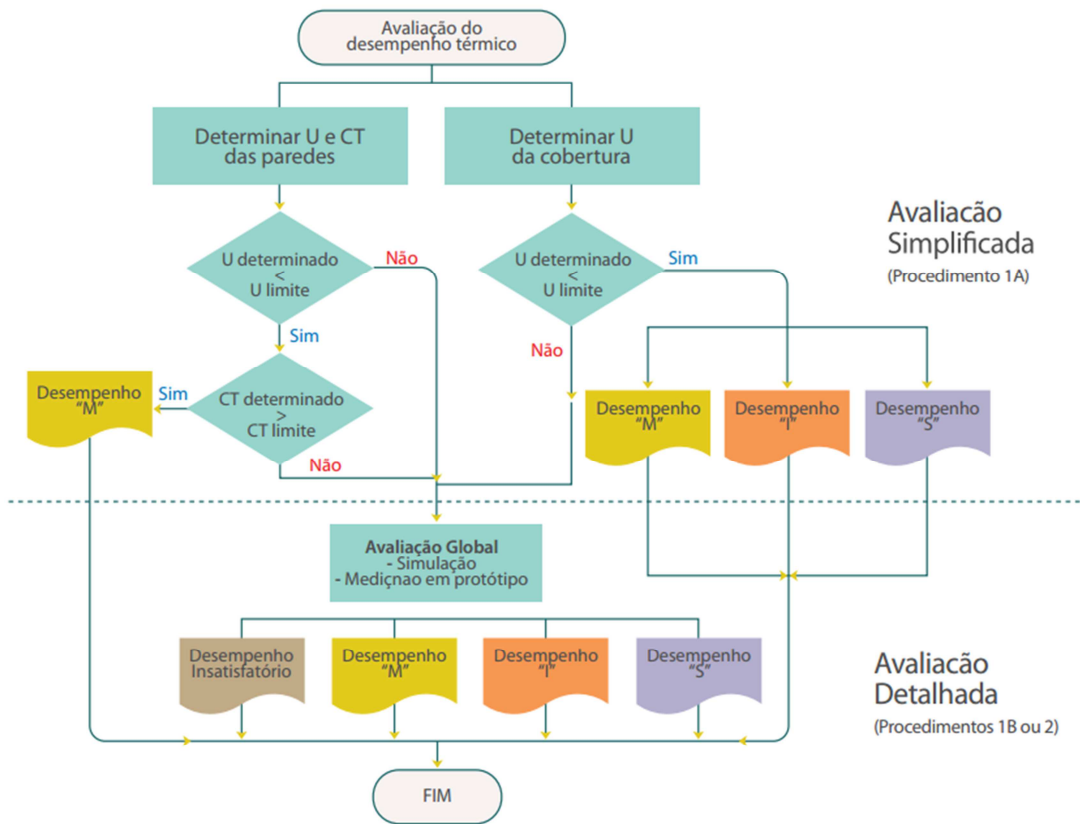 Avaliação do
desempenho térmico
Determinar U e CT
das paredes
Determinar U
da cobertura
Avaliacão
Simplificada
(Procedimento 1A)
U determinado
<
U limite
Não
U determinado
<
U limite
Sim
Sim
Não
Desempenho
"M"
Sim
CT determinado
>
CT limite
Não
Desempenho
"M"
Desempenho
"I"
Desempenho
"S"
Avaliação Global
- Simulação
- Mediçnao em protótipo
Desempenho
Insatisfatório
Desempenho
"M"
Desempenho
"I"
Desempenho
"S"
Avaliacão
Detalhada
(Procedimentos 1B ou 2)
FIM